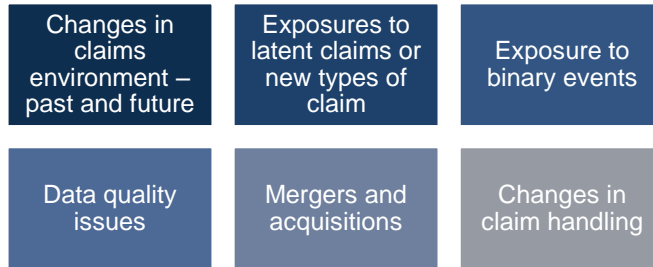 Changes in
claims
environment –
past and future
Exposures to
latent claims or
new types of
claim
Exposure to
binary events
Data quality
issues
Mergers and
acquisitions
Changes in
claim handling